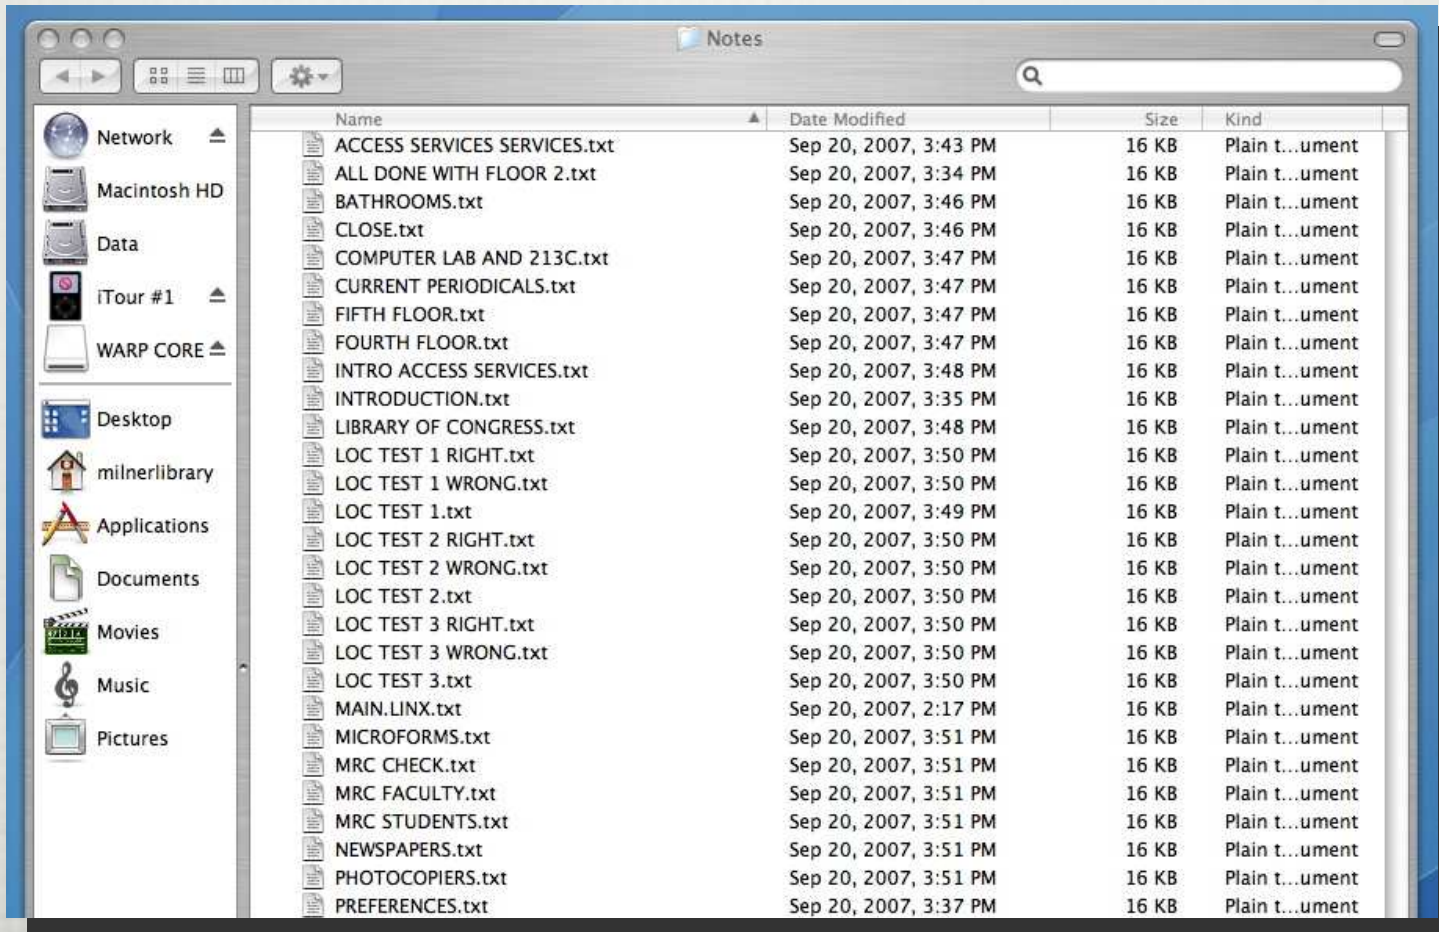 Notes
Network
Macintosh HD
Data
iTour #1
WARP CORE
Desktop
milnerlibrary
Applications
Documents
Movies
Music
Pictures
Name Date Modified Size Kind
ACCESS SERVICES SERVICES.txt Sep 20, 2007, 3:43 PM 16 KB Plain t...ument
ALL DONE WITH FLOOR 2.txt Sep 20, 2007, 3:34 PM 16 KB Plain t...ument
BATHROOMS.txt Sep 20, 2007, 3:46 PM 16 KB Plain t...ument
CLOSE.txt Sep 20, 2007, 3:46 PM 16 KB Plain t...ument
COMPUTER LAB AND 213C.txt Sep 20, 2007, 3:47 PM 16 KB Plain t...ument
CURRENT PERIODICALS.txt Sep 20, 2007, 3:47 PM 16 KB Plain t...ument
FIFTH FLOOR.txt Sep 20, 2007, 3:47 PM 16 KB Plain t...ument
FOURTH FLOOR.txt Sep 20, 2007, 3:47 PM 16 KB Plain t...ument
INTRO ACCESS SERVICES.txt Sep 20, 2007, 3:48 PM 16 KB Plain t...ument
INTRODUCTION.txt Sep 20, 2007, 3:35 PM 16 KB Plain t...ument
LIBRARY OF CONGRESS.txt Sep 20, 2007, 3:48 PM 16 KB Plain t...ument
LOC TEST 1 RIGHT.txt Sep 20, 2007, 3:50 PM 16 KB Plain t...ument
LOC TEST 1 WRONG.txt Sep 20, 2007, 3:50 PM 16 KB Plain t...ument
LOC TEST 1.txt Sep 20, 2007, 3:49 PM 16 KB Plain t...ument
LOC TEST 2 RIGHT.txt Sep 20, 2007, 3:50 PM 16 KB Plain t...ument
LOC TEST 2 WRONG.txt Sep 20, 2007, 3:50 PM 16 KB Plain t...ument
LOC TEST 2.txt Sep 20, 2007, 3:50 PM 16 KB Plain t...ument
LOC TEST 3 RIGHT.txt Sep 20, 2007, 3:50 PM 16 KB Plain t...ument
LOC TEST 3 WRONG.txt Sep 20, 2007, 3:50 PM 16 KB Plain t...ument
LOC TEST 3.txt Sep 20, 2007, 3:50 PM 16 KB Plain t...ument
MAIN.LINX.txt Sep 20, 2007, 2:17 PM 16 KB Plain t...ument
MICROFORMS.txt Sep 20, 2007, 3:51 PM 16 KB Plain t...ument
MRC CHECK.txt Sep 20, 2007, 3:51 PM 16 KB Plain t...ument
MRC FACULTY.txt Sep 20, 2007, 3:51 PM 16 KB Plain t...ument
MRC STUDENTS.txt Sep 20, 2007, 3:51 PM 16 KB Plain t...ument
NEWSPAPERS.txt Sep 20, 2007, 3:51 PM 16 KB Plain t...ument
PHOTOCOPIERS.txt Sep 20, 2007, 3:51 PM 16 KB Plain t...ument
PREFERENCES.txt Sep 20, 2007, 3:37 PM 16 KB Plain t...ument